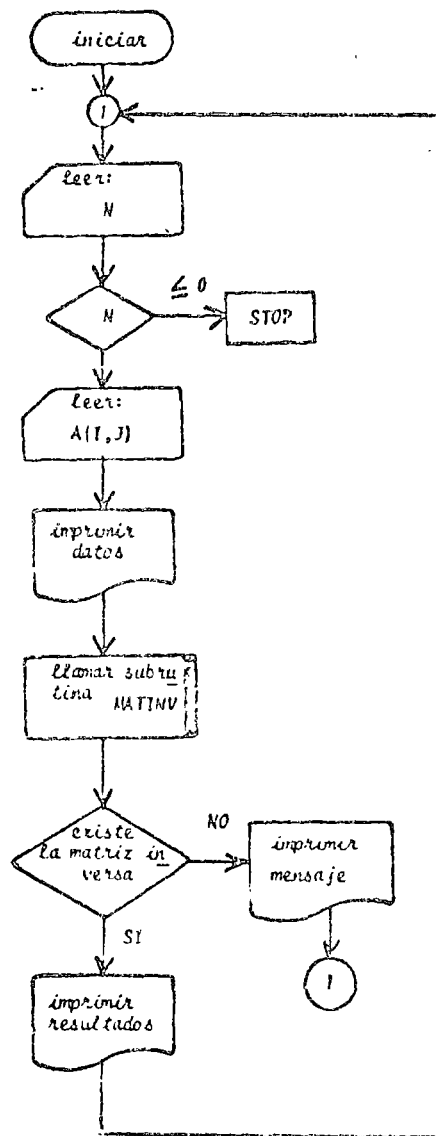 iniciar
1
leer:
N
N
≤ 0
STOP
leer:
A(I,J)
imprimir
datos
llamar subru
tina MATINV
existe
la matriz in
versa
NO
imprimir
mensaje
1
SI
imprimir
resultados